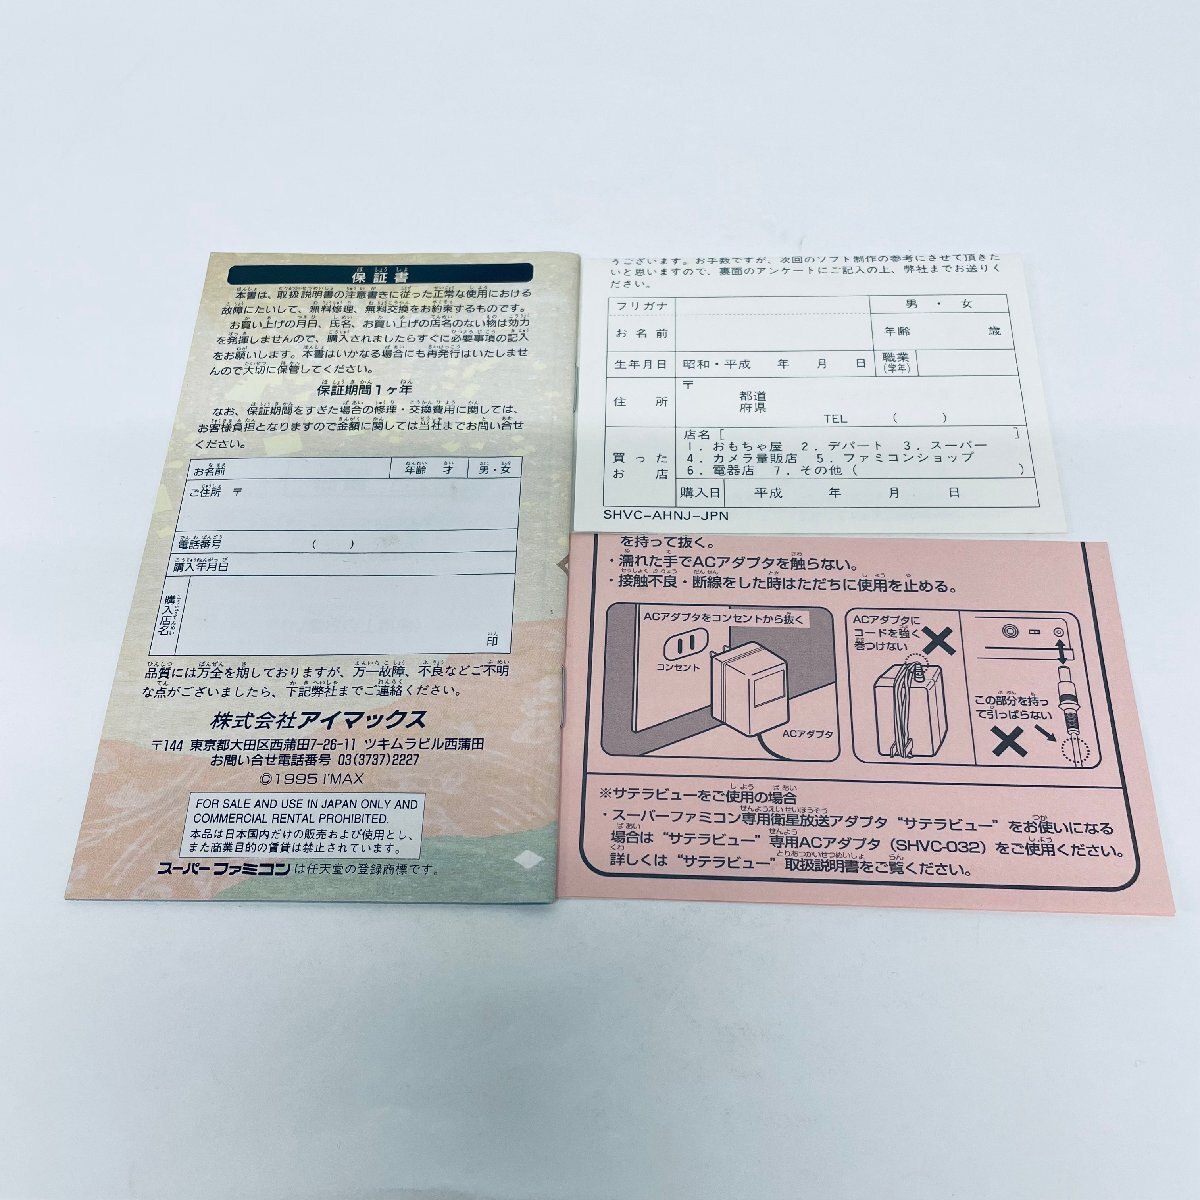 保証書
本書は、取扱説明書の注意書きに従った正常な使用における
故障にたいして、無料修理、無料交換をお約束するものです。
お買い上げの月日、氏名、お買い上げの店名のない物は効力
を発揮しませんので、購入されましたらすぐに必要事項の記入
をお願いします。本書はいかなる場合にも再発行はいたしませ
んので大切に保管してください。
保証期間1ヶ年
なお、保証期間をすぎた場合の修理・交換費用に関しては、
お客様負担となりますので金額に関しては当社までお問い合せ
ください。
お名前 年齢 才 男・女
ご住所 〒
電話番号 ( )
購入年月日
購入店名 印
品質には万全を期しておりますが、万一故障、不良などご不明
な点がございましたら、下記弊社までご連絡ください。
株式会社アイマックス
〒144 東京都大田区西蒲田7-26-11 ツキムラビル西蒲田
お問い合せ電話番号 03(3737)2227
©1995 I'MAX
FOR SALE AND USE IN JAPAN ONLY AND
COMMERCIAL RENTAL PROHIBITED.
本品は日本国内だけの販売および使用とし、
また商業目的の賃貸は禁止されています。
スーパーファミコンは任天堂の登録商標です。
うございます。お手数ですが、次回のソフト制作の参考にさせて頂きた
いと思いますので、裏面のアンケートにご記入の上、弊社までお送りく
ださい。
フリガナ 男・女
お名前 年齢 歳
生年月日 昭和・平成 年 月 日 職業(学年)
住所 〒
都道
府県
TEL ( )
買った
お店
店名[ ]
1.おもちゃ屋 2.デパート 3.スーパー
4.カメラ量販店 5.ファミコンショップ
6.電器店 7.その他( )
購入日 平成 年 月 日
SHVC-AHNJ-JPN
を持って抜く。
・濡れた手でACアダプタを触らない。
・接触不良・断線をした時はただちに使用を止める。
ACアダプタをコンセントから抜く
コンセント
ACアダプタ
ACアダプタに
コードを強く
巻つけない
この部分を持っ
て引っぱらない
※サテラビューをご使用の場合
・スーパーファミコン専用衛星放送アダプタ“サテラビュー”をお使いになる
場合は“サテラビュー”専用ACアダプタ(SHVC-032)をご使用ください。
詳しくは“サテラビュー”取扱説明書をご覧ください。